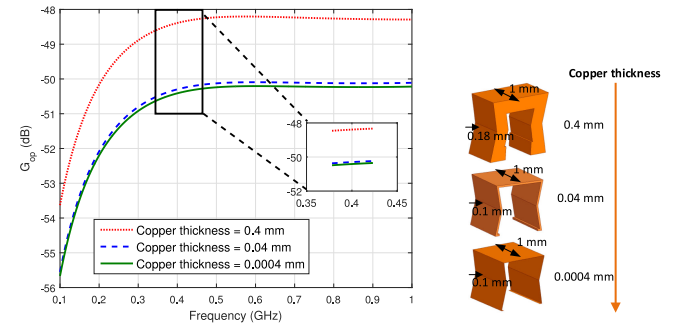 -48
-49
-50
-51
-52
-53
-54
-55
-56
G_op (dB)
0.1 0.2 0.3 0.4 0.5 0.6 0.7 0.8 0.9 1
Frequency (GHz)
Copper thickness = 0.4 mm
Copper thickness = 0.04 mm
Copper thickness = 0.0004 mm
-48
-50
-52
0.35 0.4 0.45
Copper thickness
1 mm
0.18 mm
0.4 mm
1 mm
0.1 mm
0.04 mm
1 mm
0.1 mm
0.0004 mm